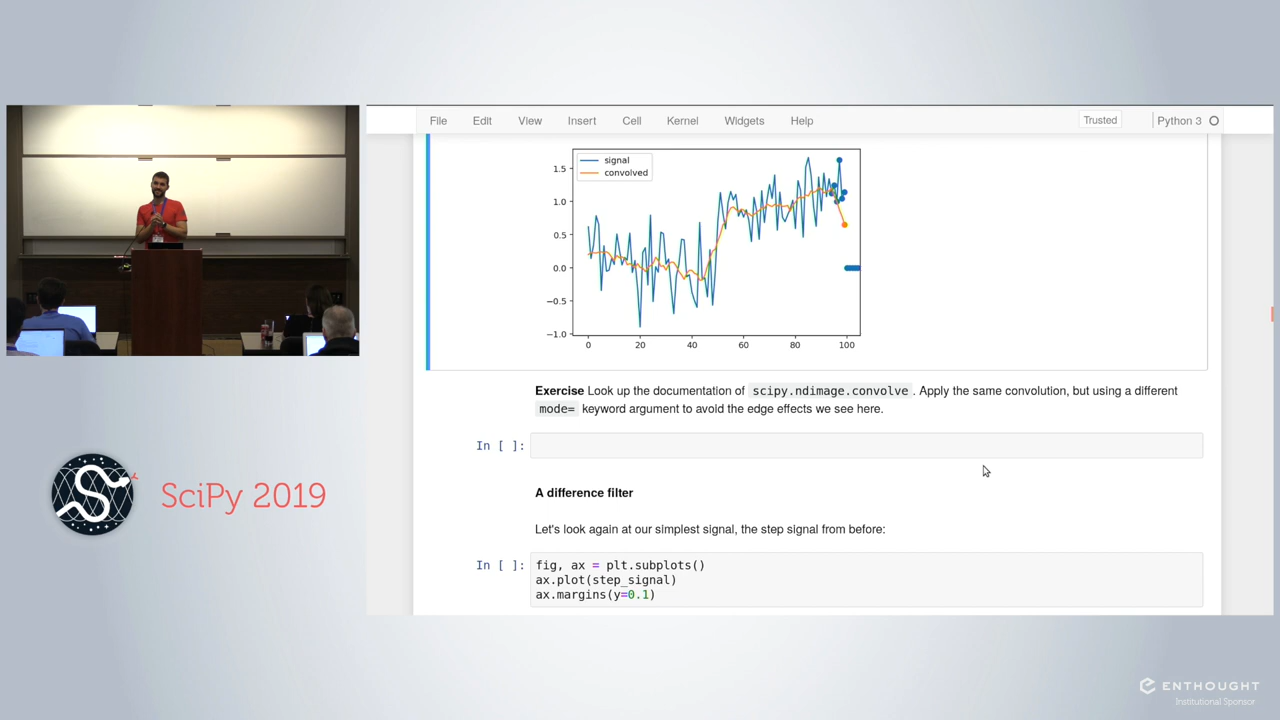 File Edit View Insert Cell Kernel Widgets Help Trusted Python 3
signal
convolved
1.5
1.0
0.5
0.0
−0.5
−1.0
0 20 40 60 80 100
Exercise Look up the documentation of scipy.ndimage.convolve . Apply the same convolution, but using a different
mode= keyword argument to avoid the edge effects we see here.
In [ ]:
A difference filter
Let's look again at our simplest signal, the step signal from before:
In [ ]:
fig, ax = plt.subplots()
ax.plot(step_signal)
ax.margins(y=0.1)
SciPy 2019
ENTHOUGHT
Institutional Sponsor